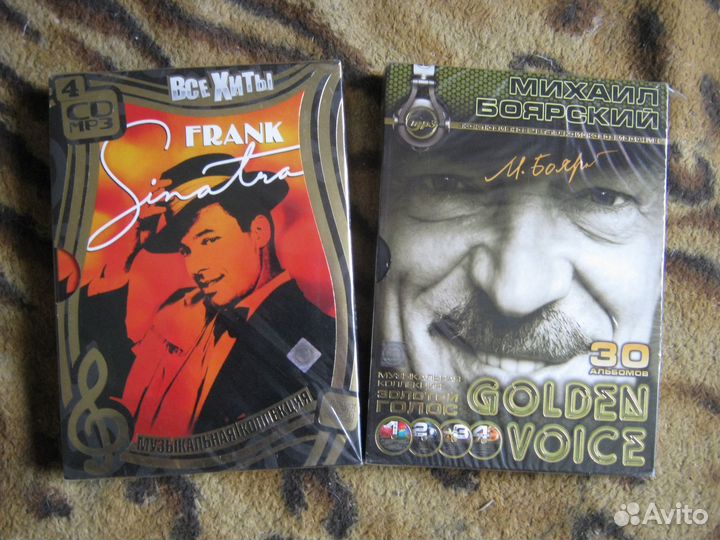 4
CD
MP3
ВСЕ ХИТЫ
FRANK
Sinatra
МУЗЫКАЛЬНАЯ КОЛЛЕКЦИЯ
МИХАИЛ
БОЯРСКИЙ
mp3
М. Бояр
30
АЛЬБОМОВ
МУЗЫКАЛЬНАЯ
КОЛЛЕКЦИЯ
ЗОЛОТОЙ
ГОЛОС
GOLDEN
VOICE
1 2 3 4
Avito